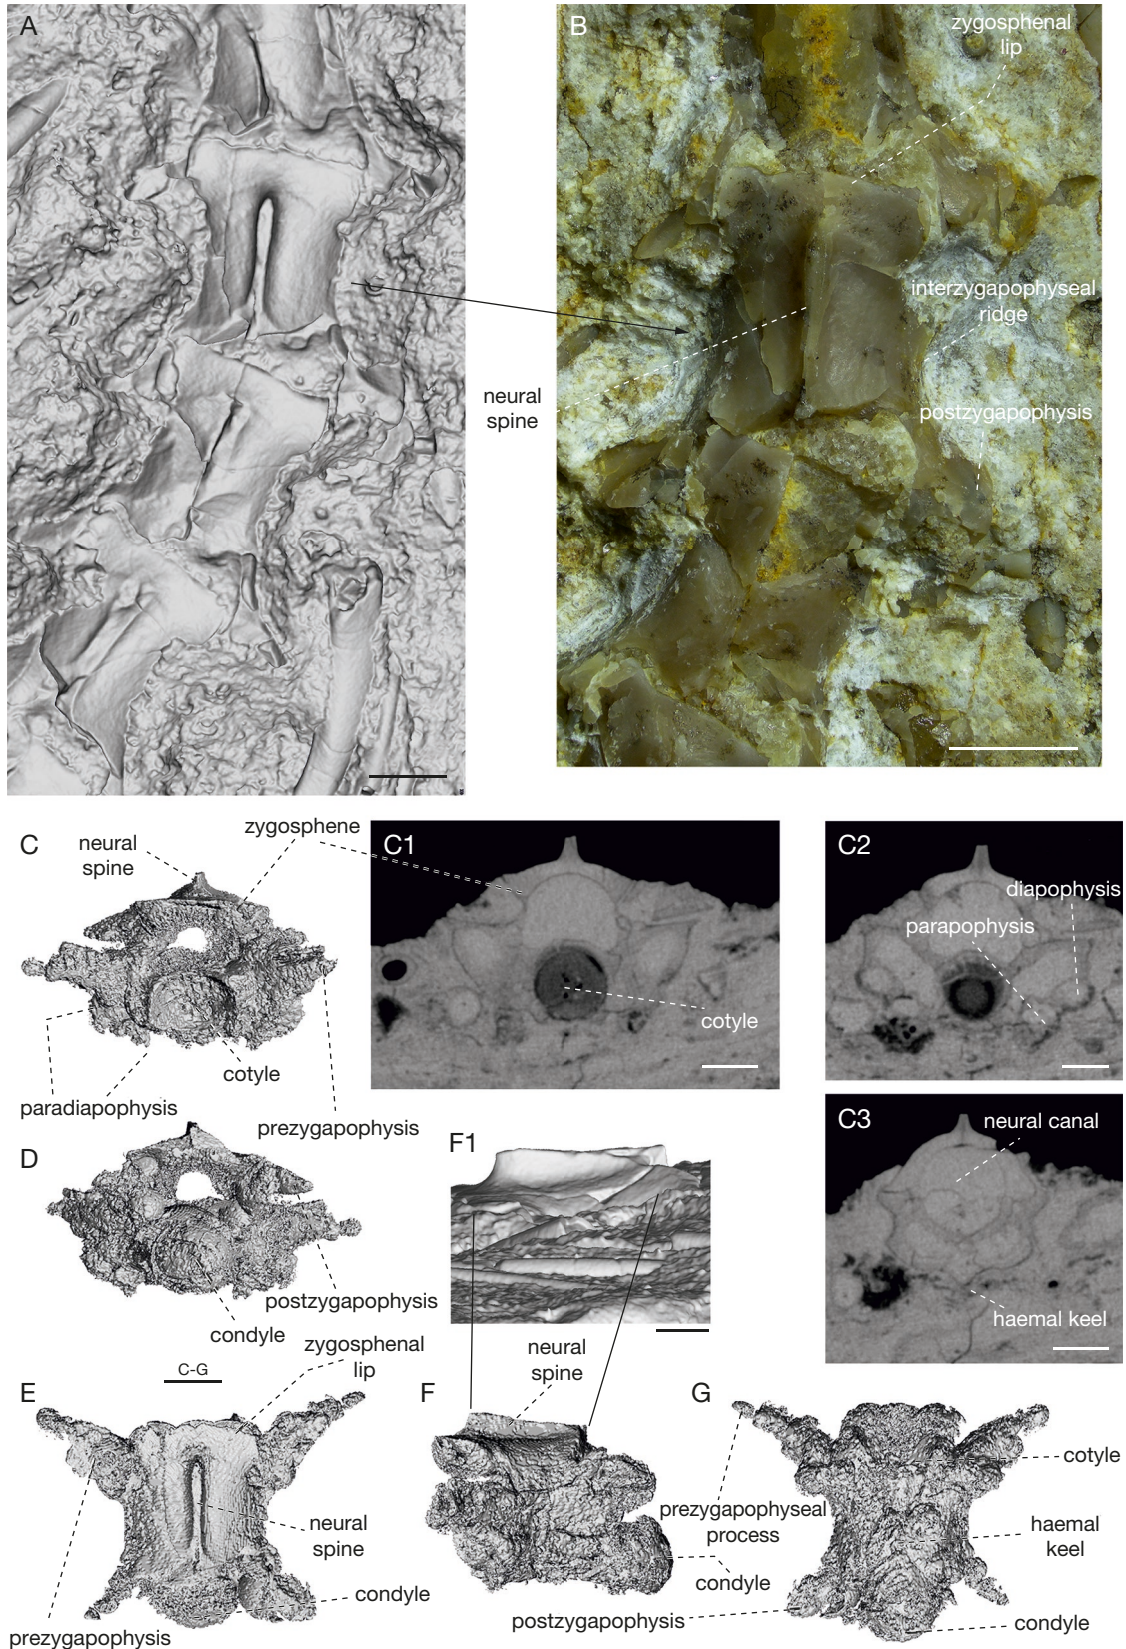 A
B
zygosphenal
lip
interzygapophyseal
ridge
neural
spine
postzygapophysis
C
neural
spine
zygosphene
cotyle
paradiapophysis
prezygapophysis
C1
cotyle
C2
diapophysis
parapophysis
C3
neural canal
haemal keel
D
postzygapophysis
condyle
F1
C-G
zygosphenal
lip
E
neural
spine
condyle
prezygapophysis
neural
spine
F
condyle
postzygapophysis
G
prezygapophyseal
process
cotyle
haemal
keel
condyle